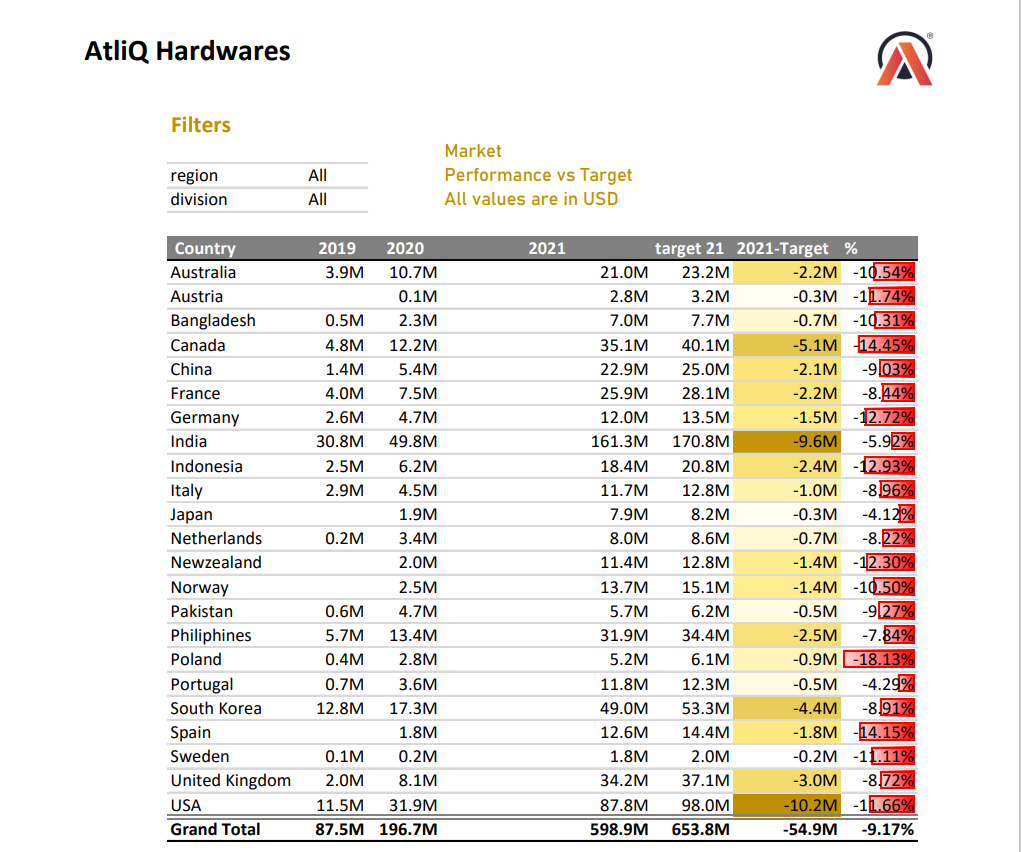 AtliQ Hardwares
®
Filters
Market
region All Performance vs Target
division All All values are in USD
Country 2019 2020 2021 target 21 2021-Target %
Australia 3.9M 10.7M 21.0M 23.2M -2.2M -10.54%
Austria 0.1M 2.8M 3.2M -0.3M -11.74%
Bangladesh 0.5M 2.3M 7.0M 7.7M -0.7M -10.31%
Canada 4.8M 12.2M 35.1M 40.1M -5.1M -14.45%
China 1.4M 5.4M 22.9M 25.0M -2.1M -9.03%
France 4.0M 7.5M 25.9M 28.1M -2.2M -8.44%
Germany 2.6M 4.7M 12.0M 13.5M -1.5M -12.72%
India 30.8M 49.8M 161.3M 170.8M -9.6M -5.92%
Indonesia 2.5M 6.2M 18.4M 20.8M -2.4M -12.93%
Italy 2.9M 4.5M 11.7M 12.8M -1.0M -8.96%
Japan 1.9M 7.9M 8.2M -0.3M -4.12%
Netherlands 0.2M 3.4M 8.0M 8.6M -0.7M -8.22%
Newzealand 2.0M 11.4M 12.8M -1.4M -12.30%
Norway 2.5M 13.7M 15.1M -1.4M -10.50%
Pakistan 0.6M 4.7M 5.7M 6.2M -0.5M -9.27%
Philiphines 5.7M 13.4M 31.9M 34.4M -2.5M -7.84%
Poland 0.4M 2.8M 5.2M 6.1M -0.9M -18.13%
Portugal 0.7M 3.6M 11.8M 12.3M -0.5M -4.29%
South Korea 12.8M 17.3M 49.0M 53.3M -4.4M -8.91%
Spain 1.8M 12.6M 14.4M -1.8M -14.15%
Sweden 0.1M 0.2M 1.8M 2.0M -0.2M -11.11%
United Kingdom 2.0M 8.1M 34.2M 37.1M -3.0M -8.72%
USA 11.5M 31.9M 87.8M 98.0M -10.2M -11.66%
Grand Total 87.5M 196.7M 598.9M 653.8M -54.9M -9.17%